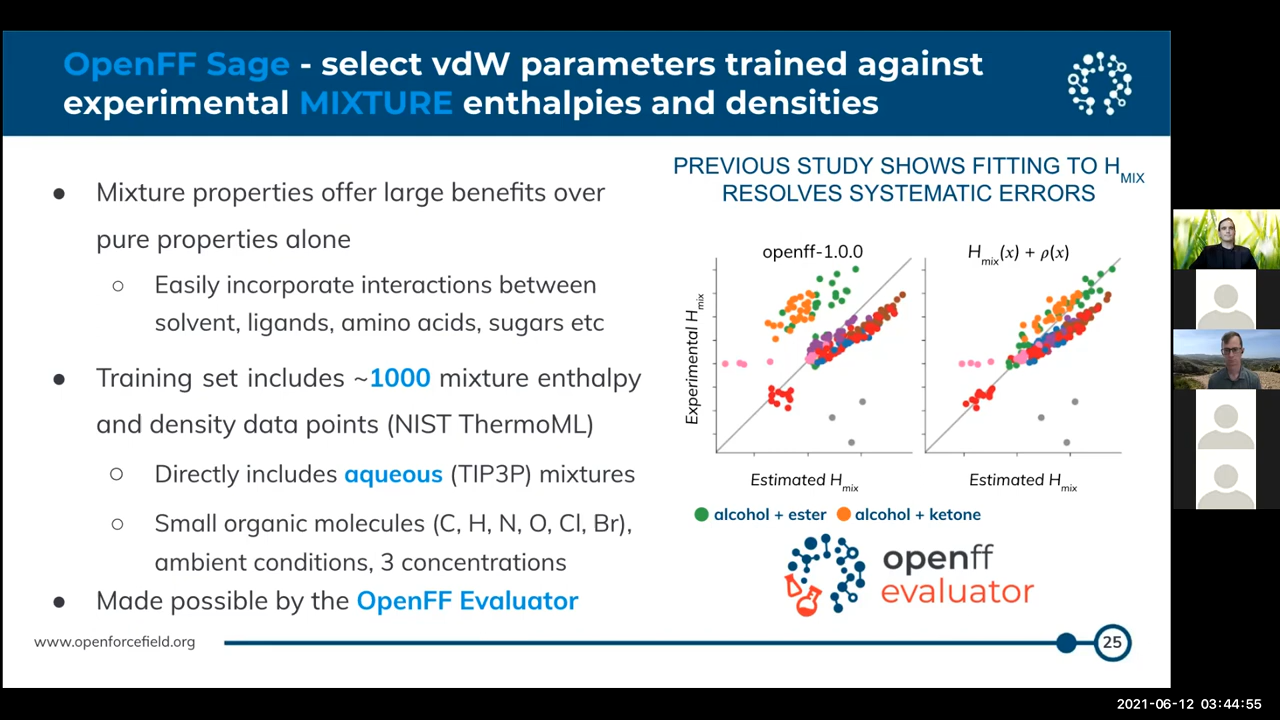 OpenFF Sage - select vdW parameters trained against
experimental MIXTURE enthalpies and densities
● Mixture properties offer large benefits over
pure properties alone
○ Easily incorporate interactions between
solvent, ligands, amino acids, sugars etc
● Training set includes ~1000 mixture enthalpy
and density data points (NIST ThermoML)
○ Directly includes aqueous (TIP3P) mixtures
○ Small organic molecules (C, H, N, O, Cl, Br),
ambient conditions, 3 concentrations
● Made possible by the OpenFF Evaluator
PREVIOUS STUDY SHOWS FITTING TO HMIX
RESOLVES SYSTEMATIC ERRORS
openff-1.0.0
Hmix(x) + ρ(x)
Experimental Hmix
Estimated Hmix
Estimated Hmix
alcohol + ester
alcohol + ketone
openff
evaluator
www.openforcefield.org
25
2021-06-12 03:44:55